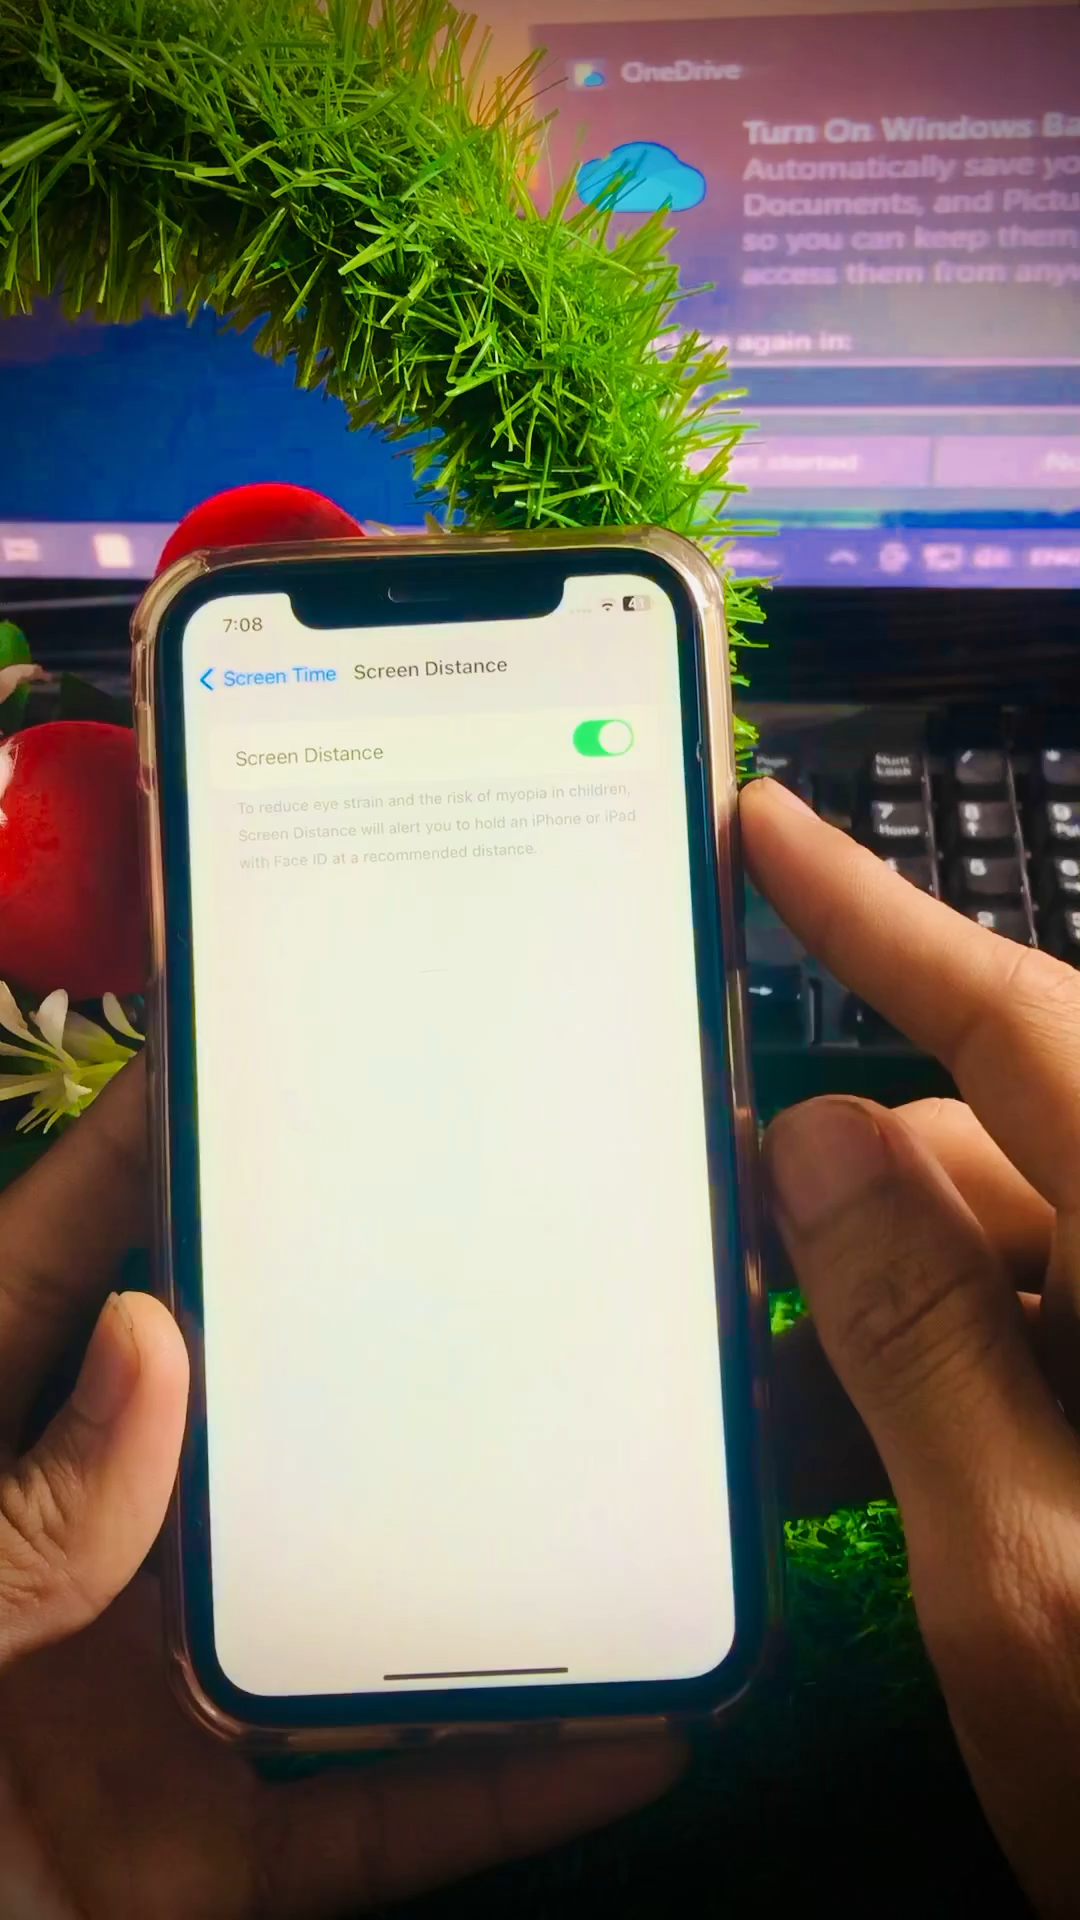 OneDrive
Turn On Windows Ba
Automatically save yo
Documents, and Pictu
so you can keep them
access them from anyw
again in:
started
7:08
41
Screen Time
Screen Distance
Screen Distance
To reduce eye strain and the risk of myopia in children,
Screen Distance will alert you to hold an iPhone or iPad
with Face ID at a recommended distance.
Page
Num
Lock
7
8
9
Home